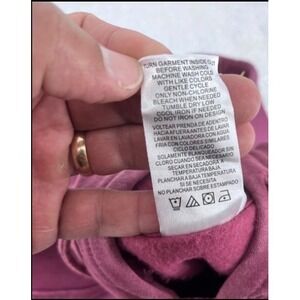 TURN GARMENT INSIDE OUT
BEFORE WASHING
MACHINE WASH COLD
WITH LIKE COLORS
GENTLE CYCLE
ONLY NON-CHLORINE
BLEACH WHEN NEEDED
TUMBLE DRY LOW
COOL IRON IF NEEDED
DO NOT IRON ON DESIGN
VOLTEAR PRENDA DE ADENTRO
HACIA FUERA ANTES DE LAVAR
LAVAR EN LAVADORA CON AGUA
FRIA CON COLORES SIMILARES
CICLO DELICADO
SOLAMENTE BLANQUEADOR SIN
CLORO CUANDO SEA NECESARIO
SECAR EN SECADORA A
TEMPERATURA BAJA
PLANCHAR A BAJA TEMPERATURA
SI SE NECESITA
NO PLANCHAR SOBRE ESTAMPADO